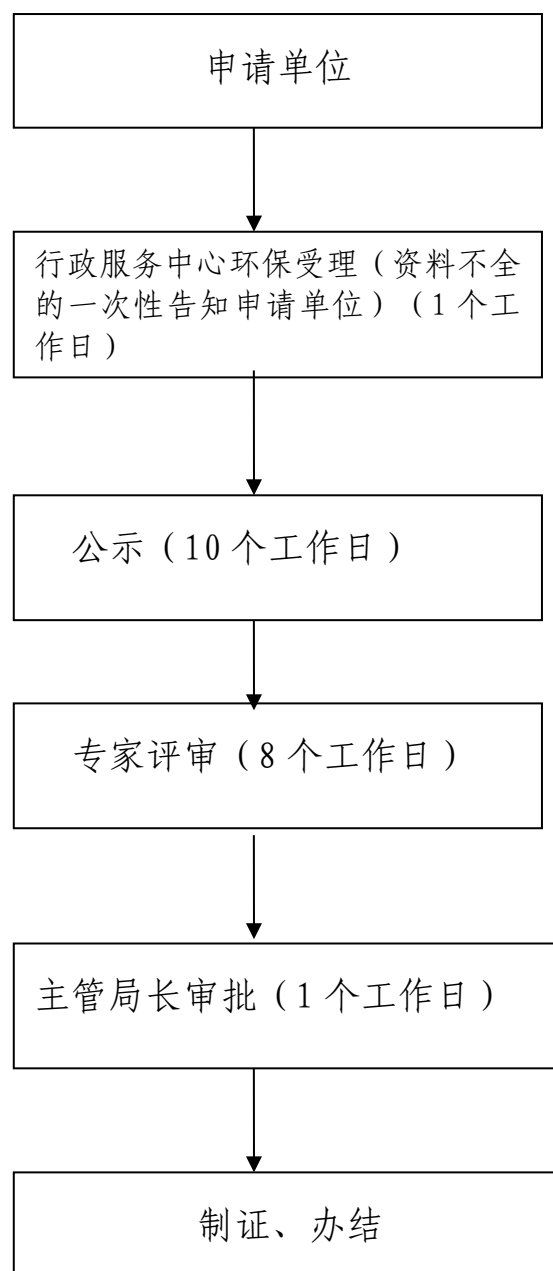 申请单位
行政服务中心环保受理（资料不全
的一次性告知申请单位）（1个工
作日）
公示（10个工作日）
专家评审（8个工作日）
主管局长审批（1个工作日）
制证、办结